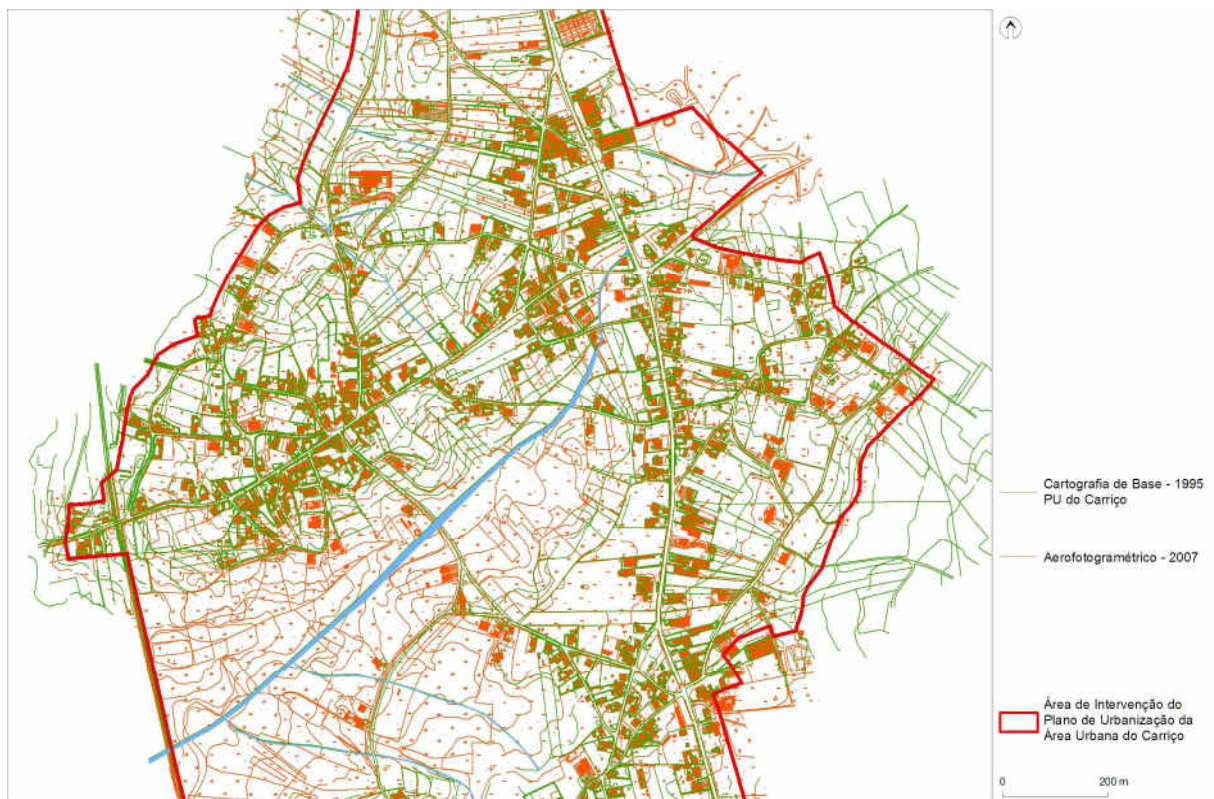 Cartografia de Base - 1995
PU do Carriço
Aerofotogramétrico - 2007
Área de Intervenção do
Plano de Urbanização da
Área Urbana do Carriço
0 200 m